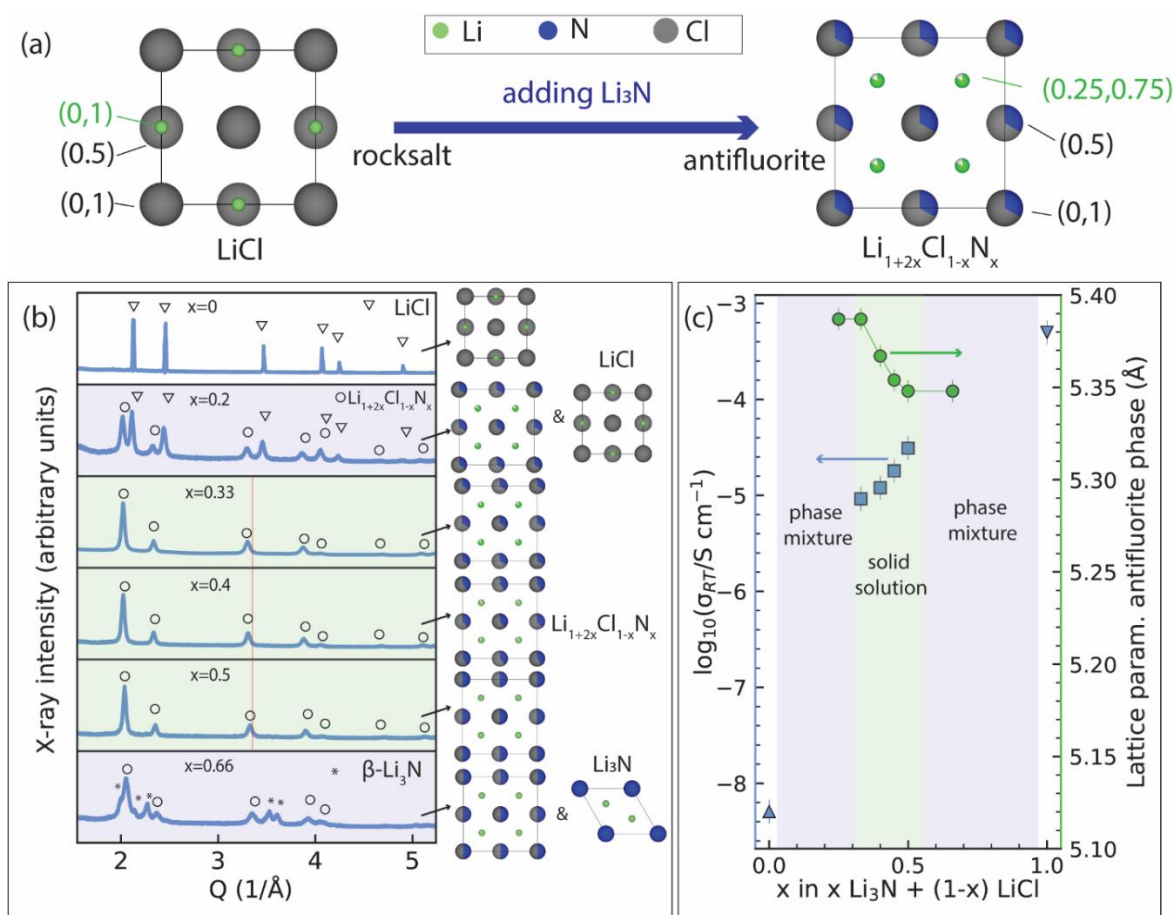 (a)
Li N Cl
(0,1)
(0.5)
(0,1)
LiCl
rocksalt
adding Li₃N
antifluorite
(0.25,0.75)
(0.5)
(0,1)
Li₁₊₂ₓCl₁₋ₓNₓ
(b)
X-ray intensity (arbitrary units)
x=0
LiCl
x=0.2
Li₁₊₂ₓCl₁₋ₓNₓ
x=0.33
x=0.4
x=0.5
x=0.66
* β-Li₃N
* * * * *
2 3 4 5
Q (1/Å)
LiCl
&
Li₁₊₂ₓCl₁₋ₓNₓ
Li₃N
&
(c)
log₁₀(σRT/S cm⁻¹)
−3
−4
−5
−6
−7
−8
phase
mixture
solid
solution
phase
mixture
5.40
5.35
5.30
5.25
5.20
5.15
5.10
Lattice param. antifluorite phase (Å)
0.0 0.5 1.0
x in x Li₃N + (1-x) LiCl